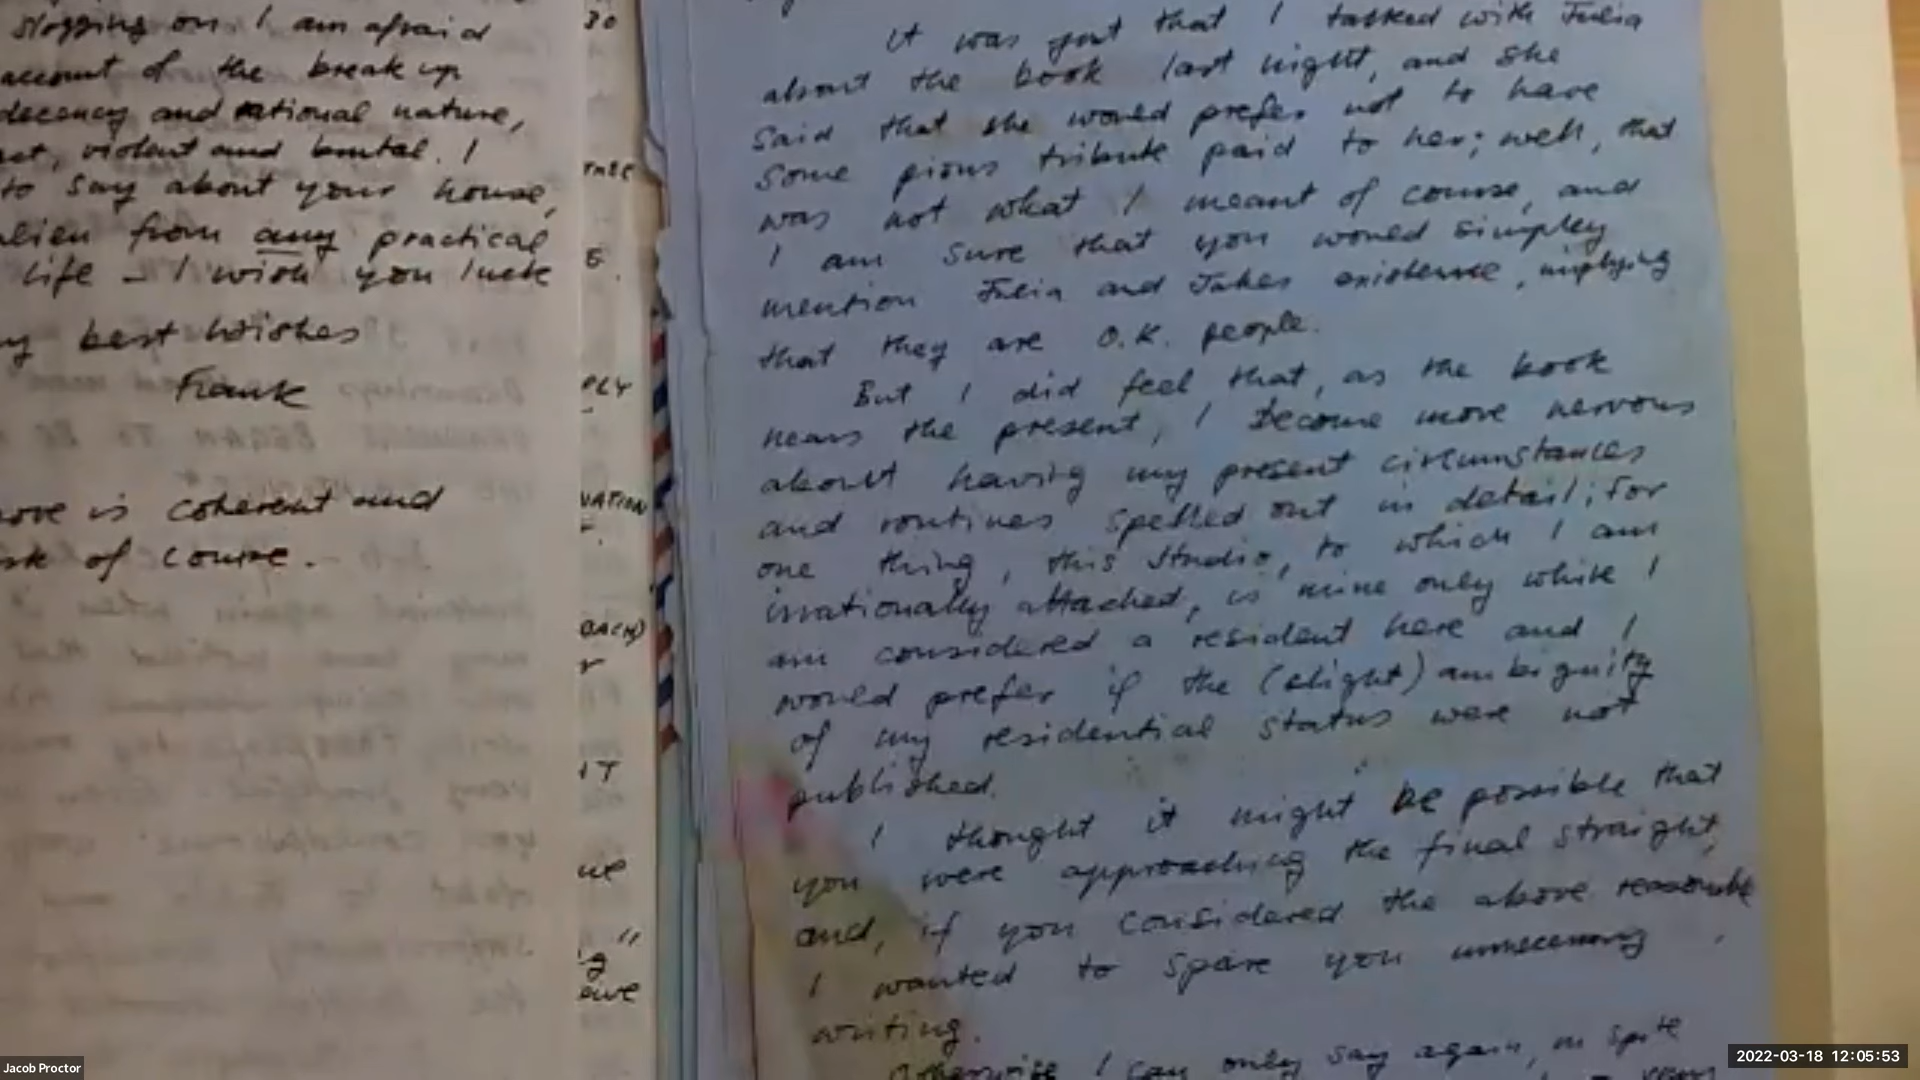 slogging on. I am afraid
account of the break up
decency and rational nature,
violent and brutal. I
to say about your house,
alien from any practical
life - I wish you luck
best wishes
Frank
is coherent and
of course.
30
NATION
It was just that I talked with Julia
about the book last night, and she
said that she would prefer not to have
some pious tribute paid to her; well, that
was not what I meant of course, and
I am sure that you would simpley
mention Julia and Jakes existence, implying
that they are O.K. people.
But I did feel that, as the book
nears the present, I become more nervous
about having my present circumstances
and routines spelled out in detail; for
one thing, this studio, to which I am
irrationally attached, is mine only while I
am considered a resident here and I
would prefer if the (slight) ambiguity
of my residential status were not
published.
I thought it might be possible that
you were approaching the final straight,
and, if you considered the above reasonable
I wanted to spare you unnecessary
writing.
Otherwise I can only say again, in spite
Jacob Proctor
2022-03-18 12:05:53